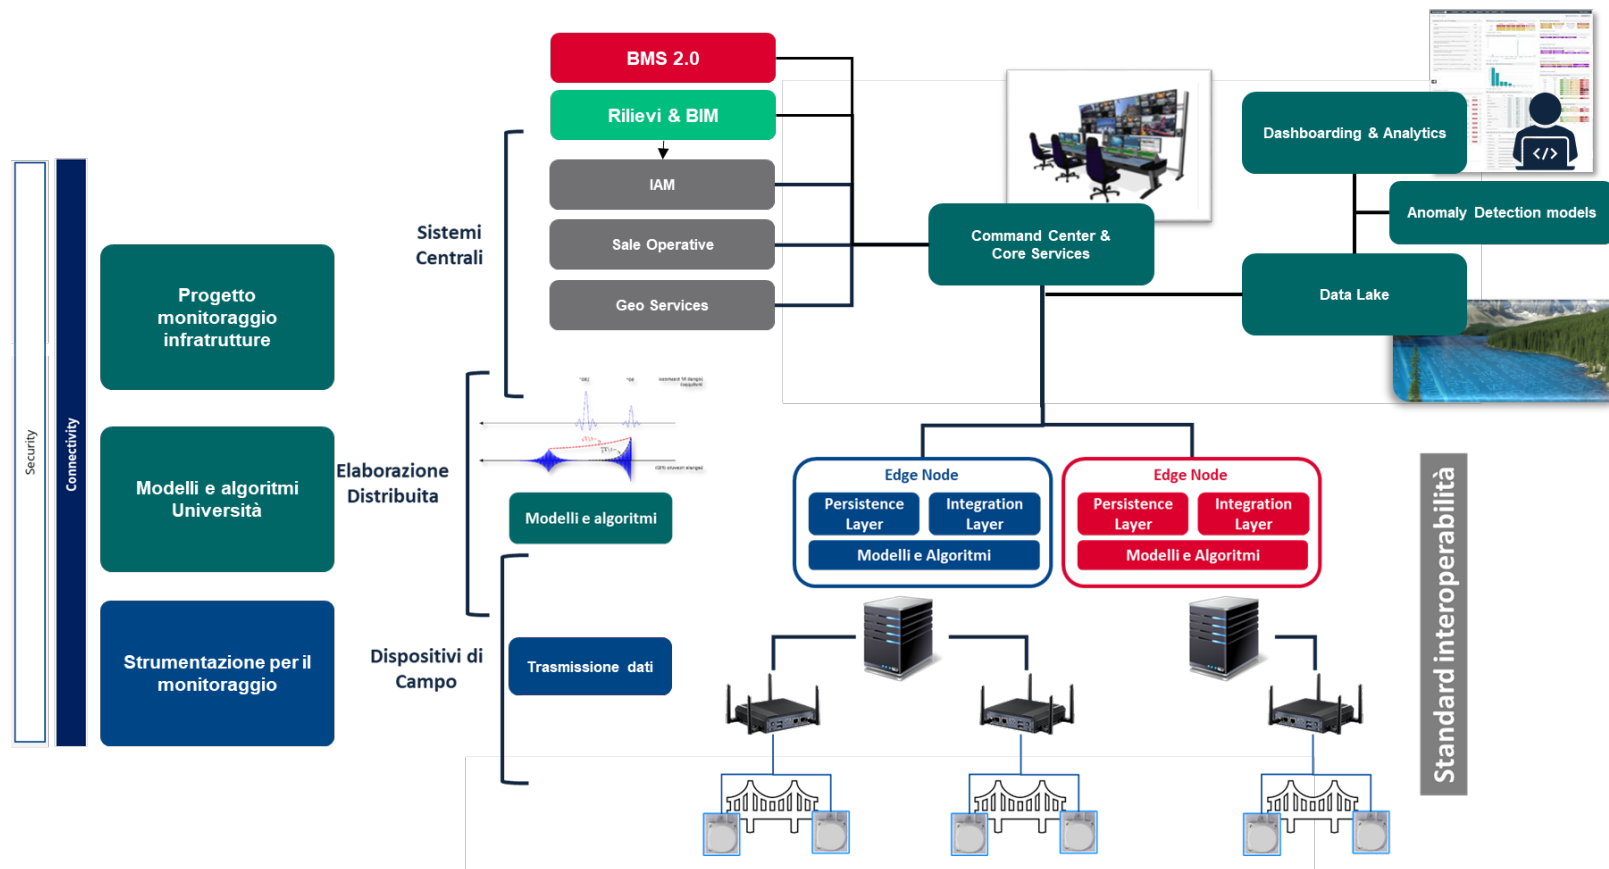 BMS 2.0
Rilievi & BIM
IAM
Sale Operative
Geo Services
Sistemi
Centrali
Command Center &
Core Services
Dashboarding & Analytics
Anomaly Detection models
Data Lake
Security
Connectivity
Progetto
monitoraggio
infratrutture
Modelli e algoritmi
Università
Strumentazione per il
monitoraggio
Elaborazione
Distribuita
Modelli e algoritmi
Dispositivi di
Campo
Trasmissione dati
Edge Node
Persistence
Layer
Integration
Layer
Modelli e Algoritmi
Edge Node
Persistence
Layer
Integration
Layer
Modelli e Algoritmi
Standard interoperabilità